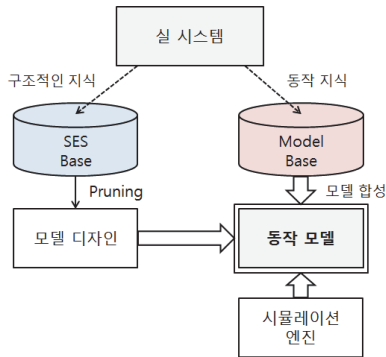 실 시스템
구조적인 지식
동작 지식
SES
Base
Model
Base
Pruning
모델 합성
모델 디자인
동작 모델
시뮬레이션
엔진